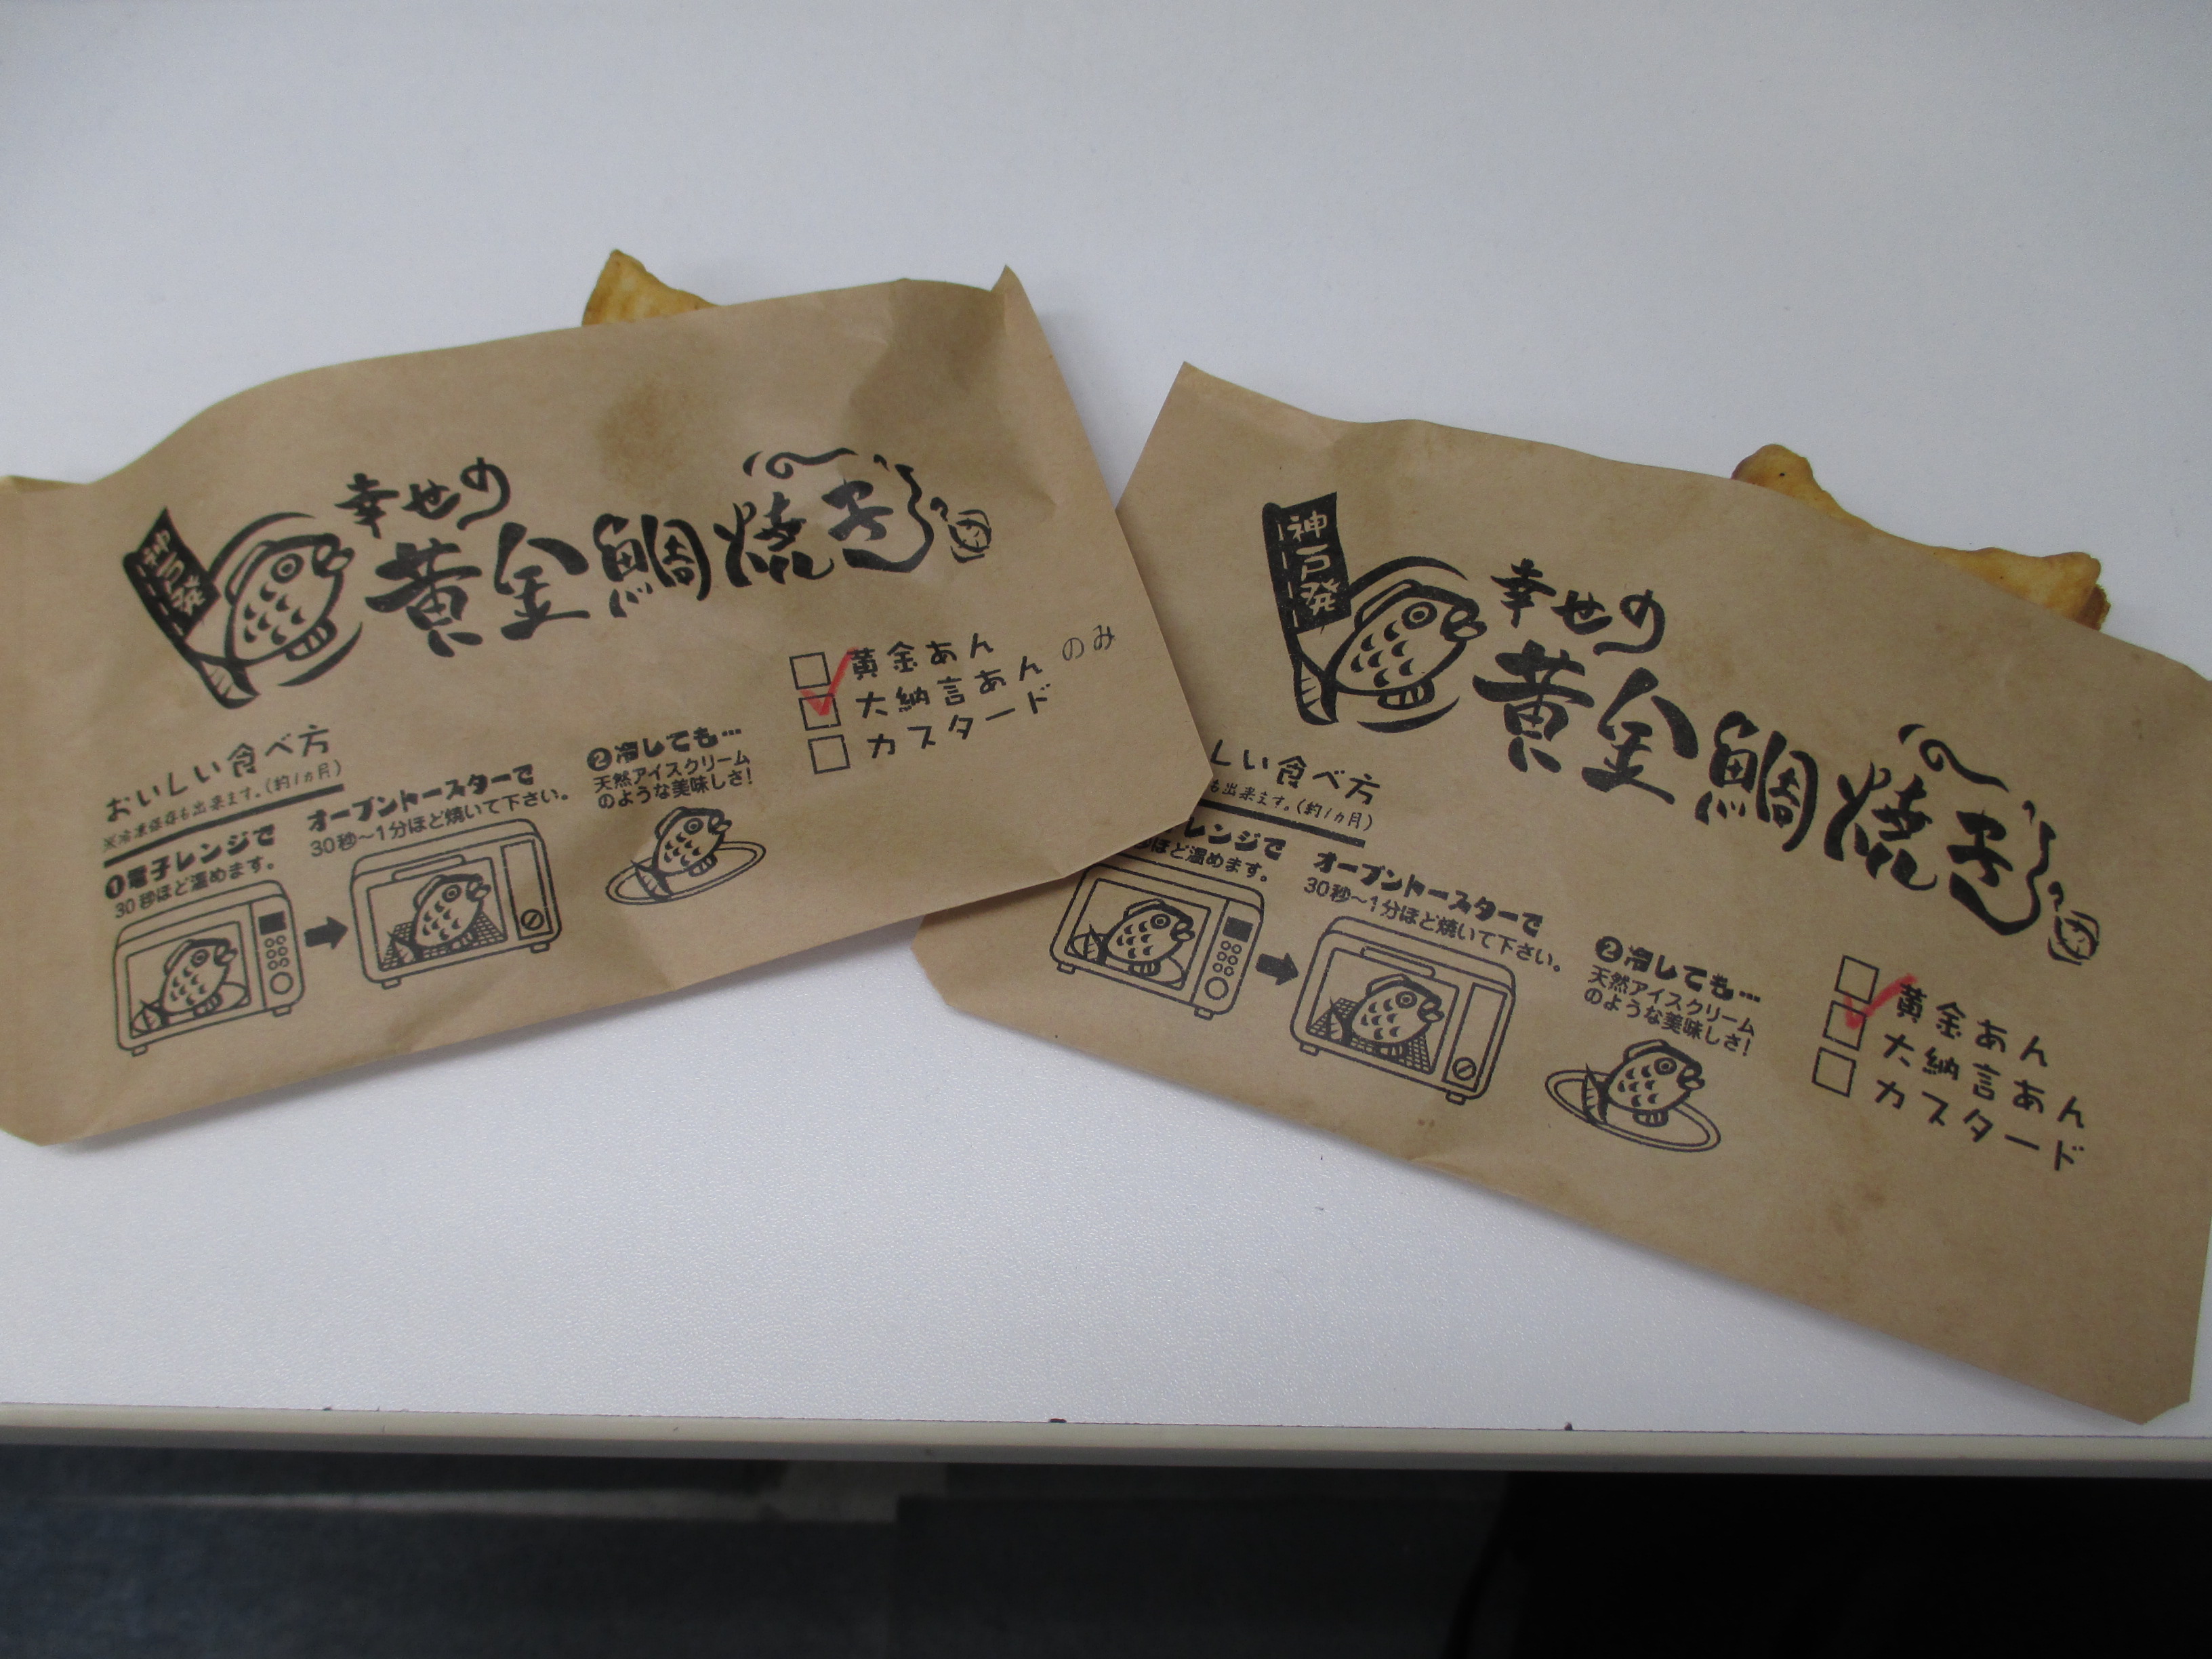 神戸発
幸せの
黄金鯛焼き
黄金あん
大納言あん のみ
カスタード
おいしい食べ方
※冷凍保存も出来ます。(約1ヵ月)
❶電子レンジで
30秒ほど温めます。
オーブントースターで
30秒～1分ほど焼いて下さい。
❷冷しても…
天然アイスクリーム
のような美味しさ!
神戸発
幸せの
黄金鯛焼き
しい食べ方
も出来ます。(約1ヵ月)
レンジで
ほど温めます。
オーブントースターで
30秒～1分ほど焼いて下さい。
❷冷しても…
天然アイスクリーム
のような美味しさ!
黄金あん
大納言あん
カスタード